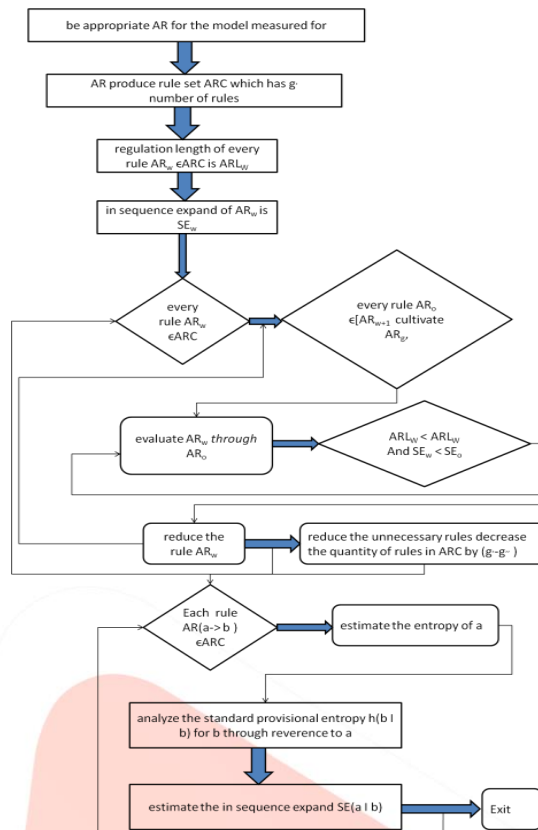 be appropriate AR for the model measured for
AR produce rule set ARC which has g·
number of rules
regulation length of every
rule ARw ϵARC is ARLW
in sequence expand of ARw is
SEw
every
rule ARw
ϵARC
every rule ARo
ϵ[ARw+1 cultivate
ARg,
evaluate ARw through
ARo
ARLW < ARLW
And SEw < SEo
reduce the
rule ARw
reduce the unnecessary rules decrease
the quantity of rules in ARC by (g·-g·· )
Each rule
AR(a->b )
ϵARC
estimate the entropy of a
analyze the standard provisional entropy h(b I
b) for b through reverence to a
estimate the in sequence expand SE(a I b)
Exit